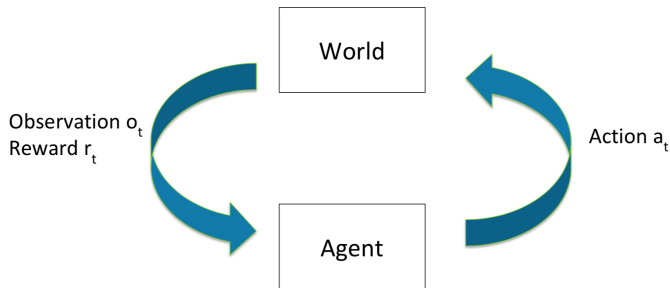 World
Observation o_t
Reward r_t
Action a_t
Agent